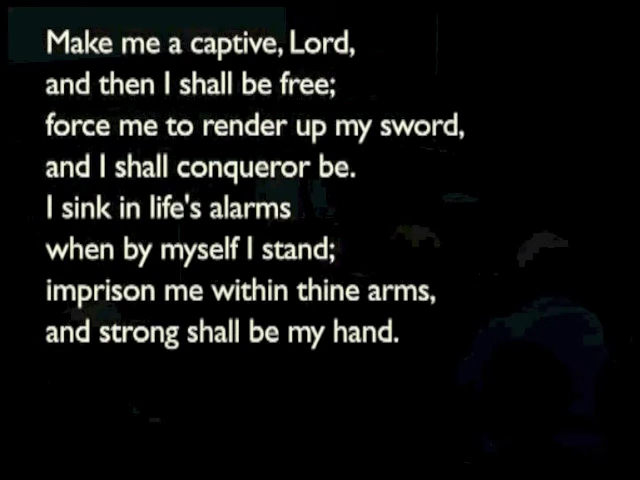 Make me a captive, Lord,
and then I shall be free;
force me to render up my sword,
and I shall conqueror be.
I sink in life's alarms
when by myself I stand;
imprison me within thine arms,
and strong shall be my hand.